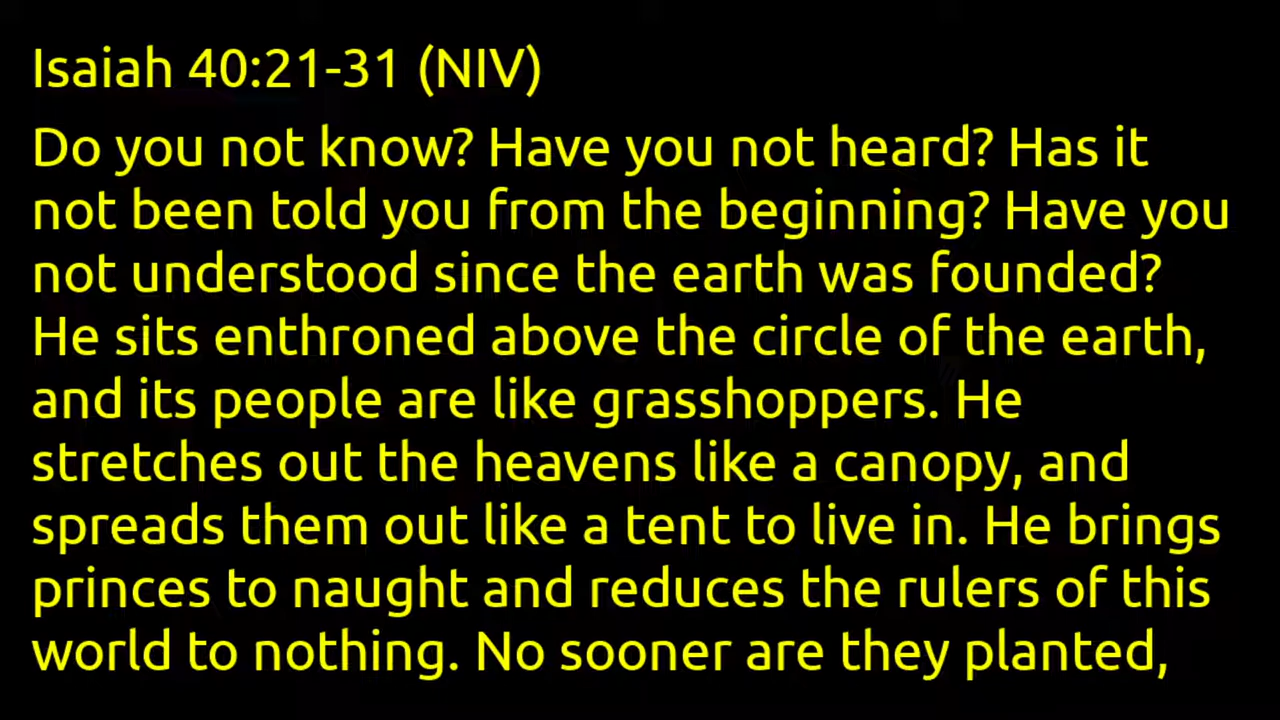 Isaiah 40:21-31 (NIV)
Do you not know? Have you not heard? Has it
not been told you from the beginning? Have you
not understood since the earth was founded?
He sits enthroned above the circle of the earth,
and its people are like grasshoppers. He
stretches out the heavens like a canopy, and
spreads them out like a tent to live in. He brings
princes to naught and reduces the rulers of this
world to nothing. No sooner are they planted,